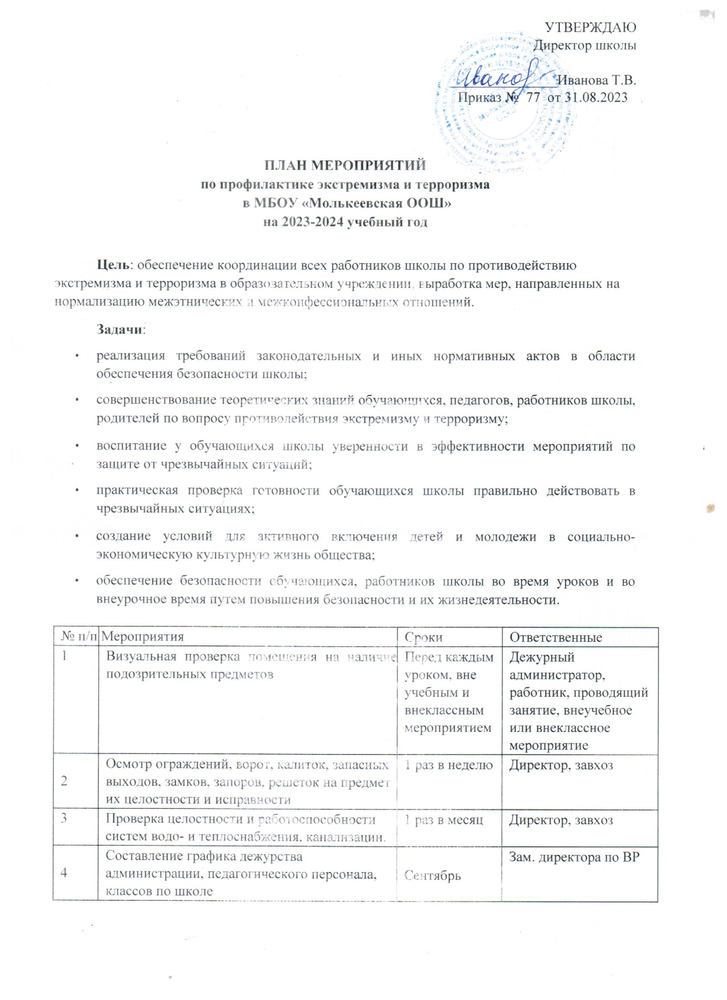 УТВЕРЖДАЮ
Директор школы
Иванова Т.В.
Приказ № 77 от 31.08.2023
ПЛАН МЕРОПРИЯТИЙ
по профилактике экстремизма и терроризма
в МБОУ «Молькеевская ООШ»
на 2023-2024 учебный год
Цель: обеспечение координации всех работников школы по противодействию
экстремизма и терроризма в образовательном учреждении, выработка мер, направленных на
нормализацию межэтнических и межконфессиональных отношений.
Задачи:
• реализация требований законодательных и иных нормативных актов в области
обеспечения безопасности школы;
• совершенствование теоретических знаний обучающихся, педагогов, работников школы,
родителей по вопросу противодействия экстремизму и терроризму;
• воспитание у обучающихся школы уверенности в эффективности мероприятий по
защите от чрезвычайных ситуаций;
• практическая проверка готовности обучающихся школы правильно действовать в
чрезвычайных ситуациях;
• создание условий для активного включения детей и молодежи в социально-
экономическую культурную жизнь общества;
• обеспечение безопасности обучающихся, работников школы во время уроков и во
внеурочное время путем повышения безопасности и их жизнедеятельности.
№ п/п Мероприятия Сроки Ответственные
1 Визуальная проверка помещения на наличие Перед каждым Дежурный
подозрительных предметов уроком, вне администратор,
учебным и работник, проводящий
внеклассным занятие, внеучебное
мероприятием или внеклассное
мероприятие
Осмотр ограждений, ворот, калиток, запасных 1 раз в неделю Директор, завхоз
2 выходов, замков, запоров, решеток на предмет
их целостности и исправности
3 Проверка целостности и работоспособности 1 раз в месяц Директор, завхоз
систем водо- и теплоснабжения, канализации.
Составление графика дежурства Зам. директора по ВР
4 администрации, педагогического персонала, Сентябрь
классов по школе